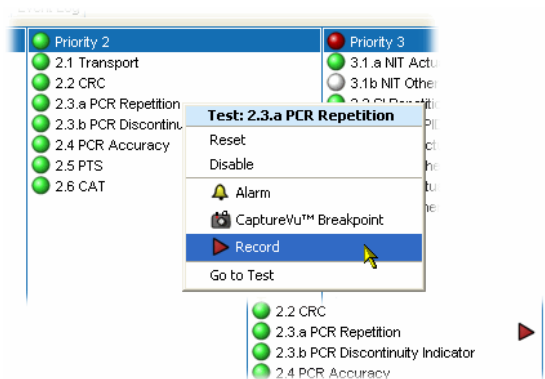 Event Log
Priority 2
Priority 3
2.1 Transport
3.1.a NIT Actu
2.2 CRC
3.1b NIT Other
2.3.a PCR Repetition
2.3.b PCR Discontinu
2.4 PCR Accuracy
2.5 PTS
2.6 CAT
Test: 2.3.a PCR Repetition
Reset
Disable
Alarm
CaptureVu™ Breakpoint
Record
Go to Test
2.2 CRC
2.3.a PCR Repetition
2.3.b PCR Discontinuity Indicator
2.4 PCR Accuracy